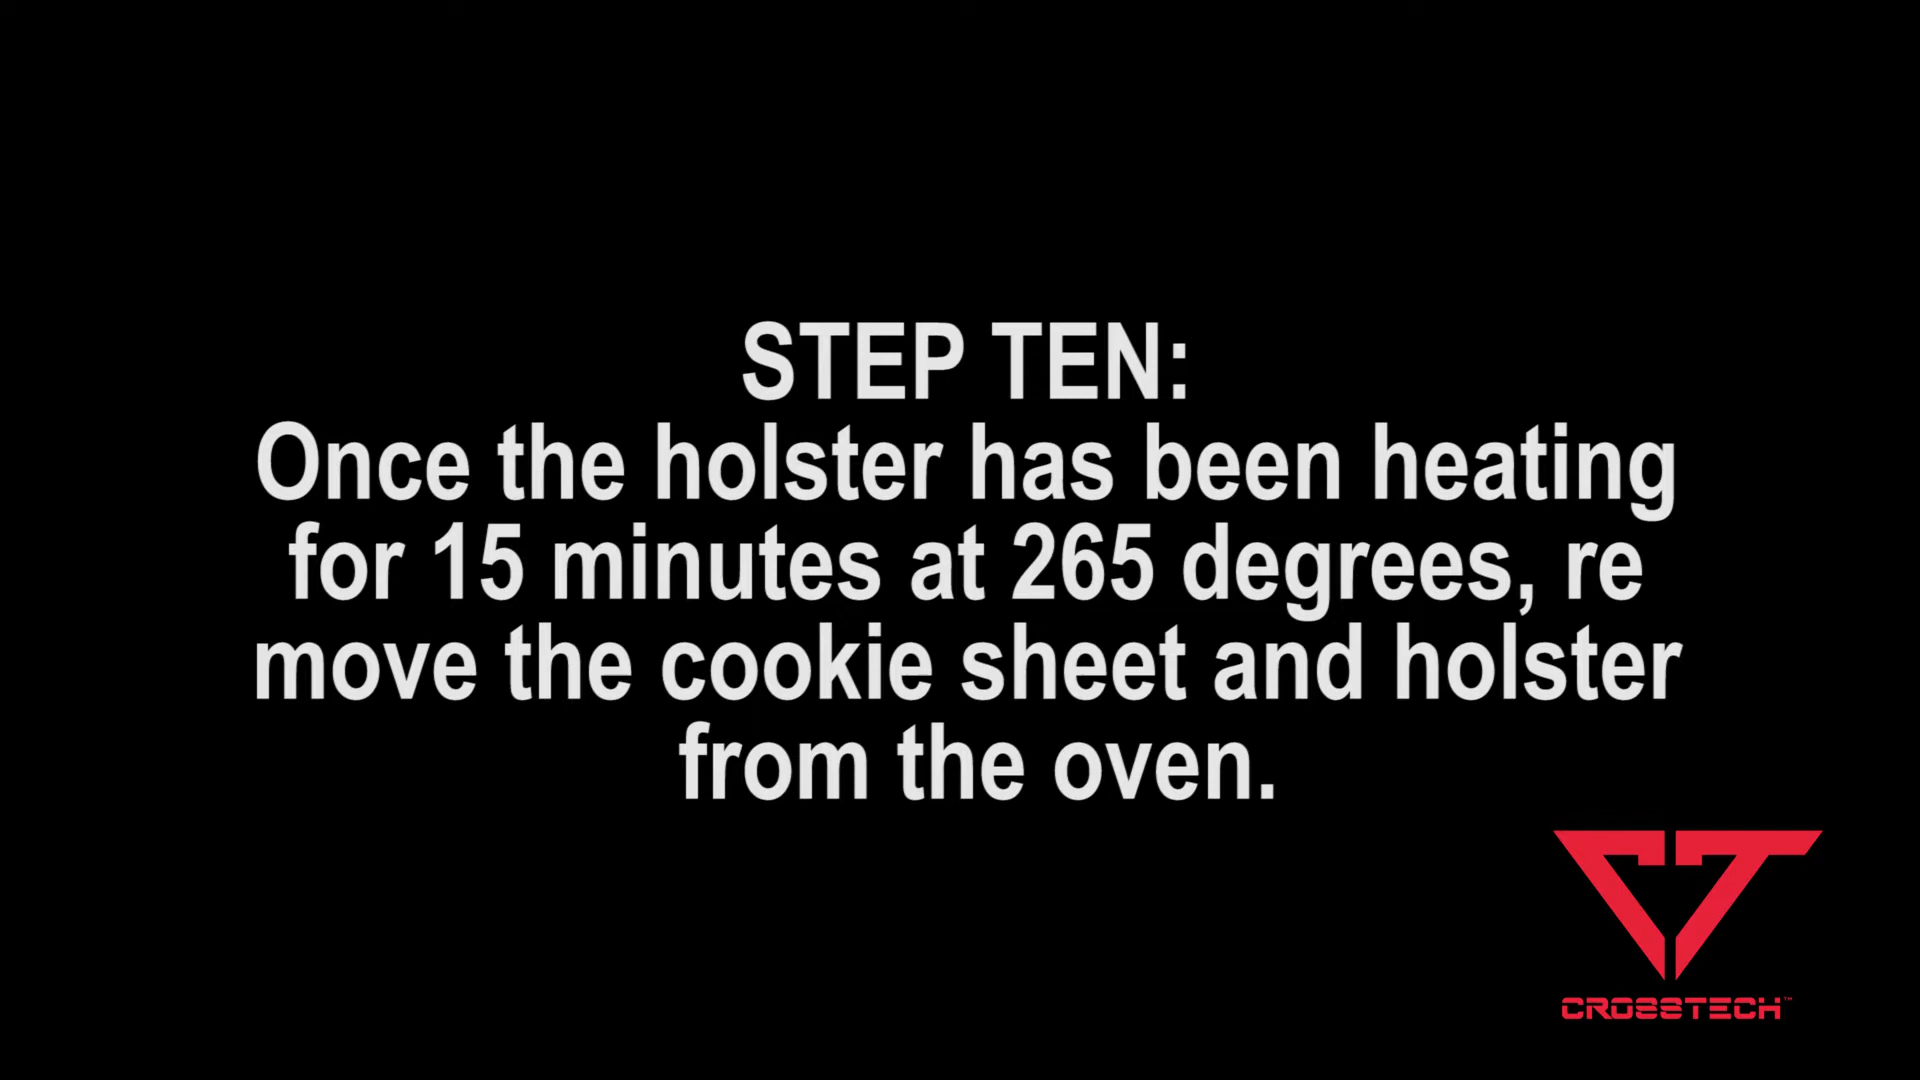 STEP TEN:
Once the holster has been heating
for 15 minutes at 265 degrees, re
move the cookie sheet and holster
from the oven.
CROSSTECH™